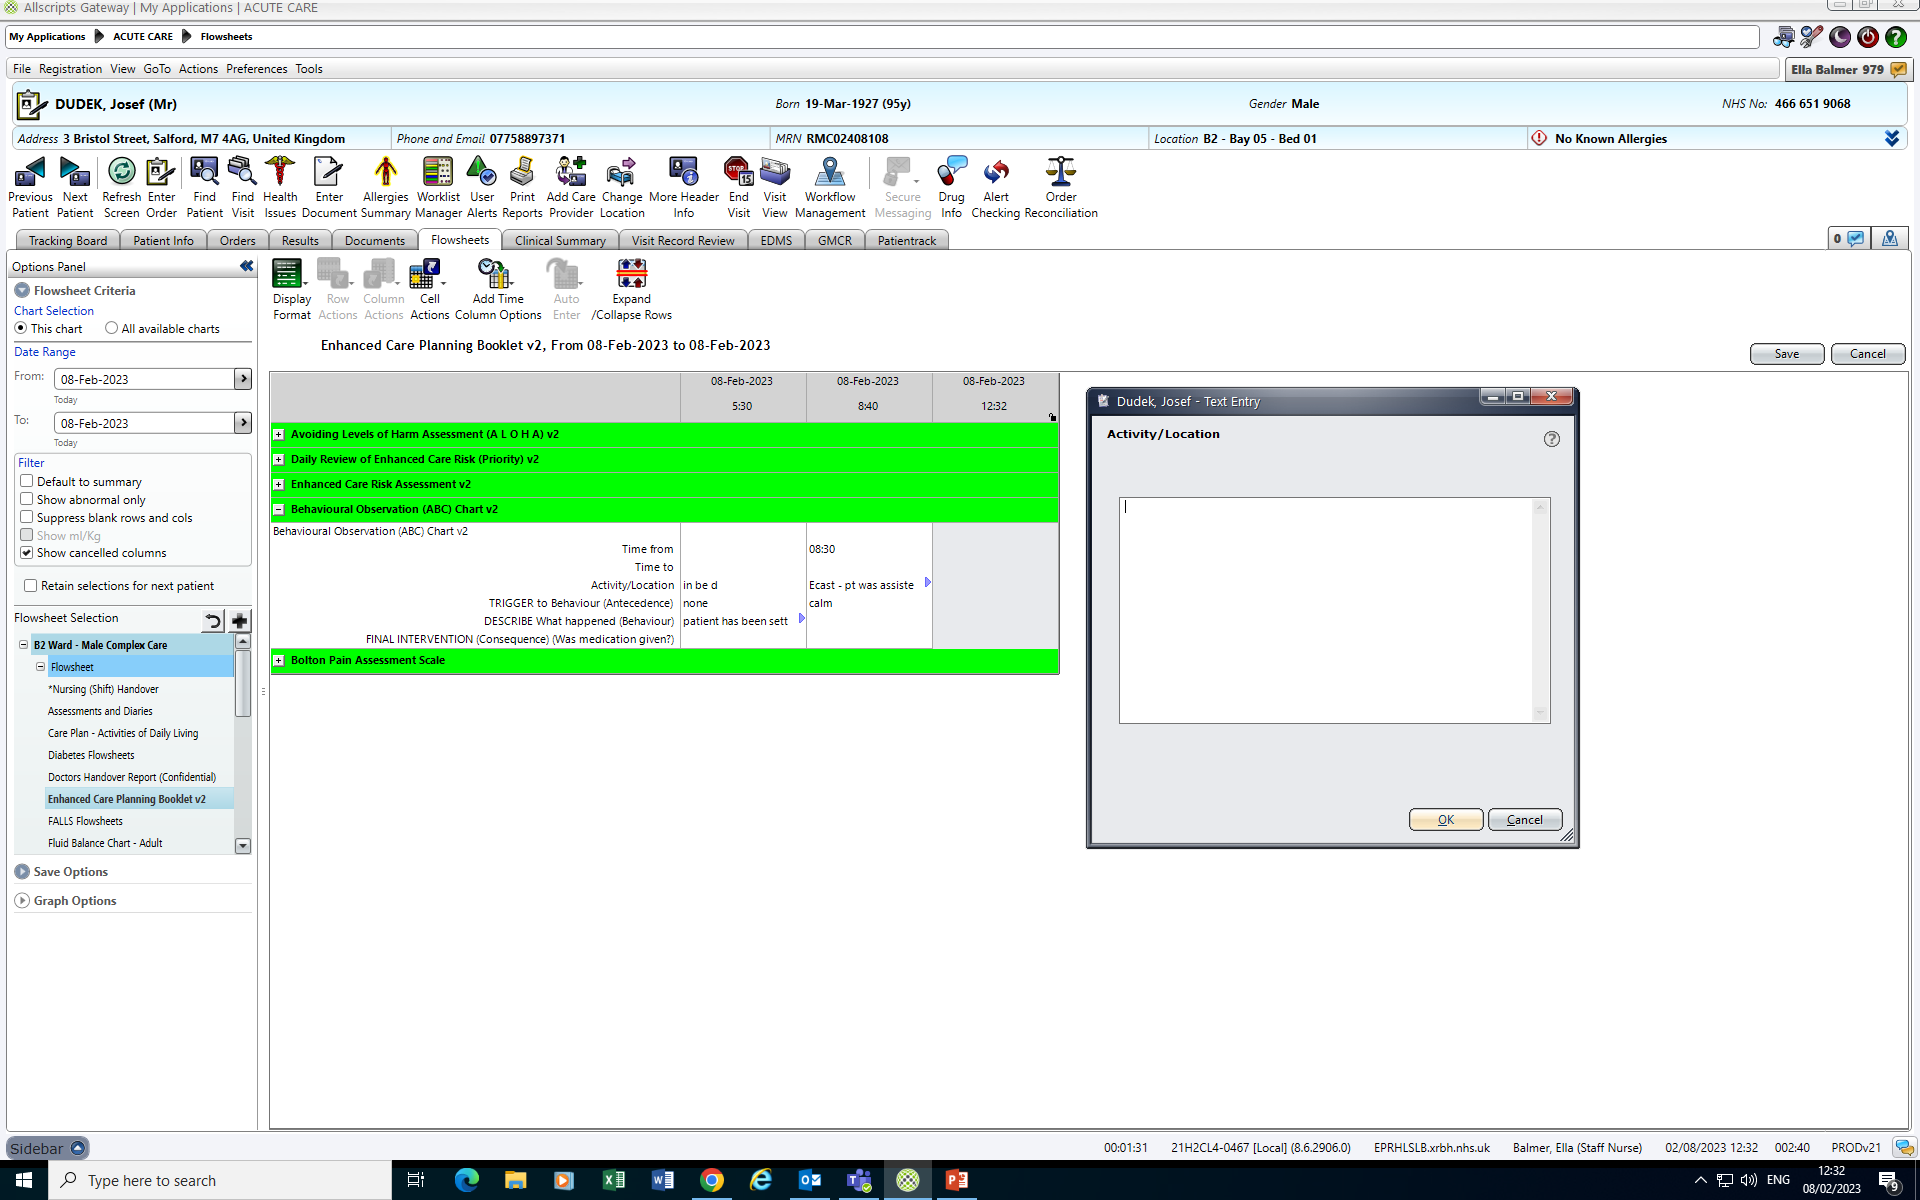 Allscripts Gateway | My Applications | ACUTE CARE
My Applications ACUTE CARE Flowsheets
File Registration View GoTo Actions Preferences Tools
Ella Balmer 979
DUDEK, Josef (Mr) Born 19-Mar-1927 (95y) Gender Male NHS No: 466 651 9068
Address 3 Bristol Street, Salford, M7 4AG, United Kingdom Phone and Email 07758897371 MRN RMC02408108 Location B2 - Bay 05 - Bed 01 No Known Allergies
Previous Patient Next Patient Refresh Screen Enter Order Find Patient Find Visit Health Issues Enter Document Allergies Summary Worklist Manager User Alerts Print Reports Add Care Provider Change Location More Header Info End Visit Visit View Workflow Management Secure Messaging Drug Info Alert Checking Order Reconciliation
STOP 15
Tracking Board Patient Info Orders Results Documents Flowsheets Clinical Summary Visit Record Review EDMS GMCR Patientrack 0
Options Panel
Flowsheet Criteria
Chart Selection
This chart All available charts
Date Range
From: 08-Feb-2023
Today
To: 08-Feb-2023
Today
Filter
Default to summary
Show abnormal only
Suppress blank rows and cols
Show ml/Kg
Show cancelled columns
Retain selections for next patient
Flowsheet Selection
B2 Ward - Male Complex Care
Flowsheet
*Nursing (Shift) Handover
Assessments and Diaries
Care Plan - Activities of Daily Living
Diabetes Flowsheets
Doctors Handover Report (Confidential)
Enhanced Care Planning Booklet v2
FALLS Flowsheets
Fluid Balance Chart - Adult
Save Options
Graph Options
Display Format Row Actions Column Actions Cell Actions Add Time Column Options Auto Enter Expand /Collapse Rows
Enhanced Care Planning Booklet v2, From 08-Feb-2023 to 08-Feb-2023
Save Cancel
08-Feb-2023 08-Feb-2023 08-Feb-2023
5:30 8:40 12:32
Avoiding Levels of Harm Assessment (A L O H A) v2
Daily Review of Enhanced Care Risk (Priority) v2
Enhanced Care Risk Assessment v2
Behavioural Observation (ABC) Chart v2
Behavioural Observation (ABC) Chart v2
Time from 08:30
Time to
Activity/Location in be d Ecast - pt was assiste
TRIGGER to Behaviour (Antecedence) none calm
DESCRIBE What happened (Behaviour) patient has been sett
FINAL INTERVENTION (Consequence) (Was medication given?)
Bolton Pain Assessment Scale
Dudek, Josef - Text Entry
Activity/Location
OK Cancel
Sidebar
00:01:31 21H2CL4-0467 [Local] (8.6.2906.0) EPRHLSLB.xrbh.nhs.uk Balmer, Ella (Staff Nurse) 02/08/2023 12:32 002:40 PRODv21
Type here to search
ENG 12:32
08/02/2023 9